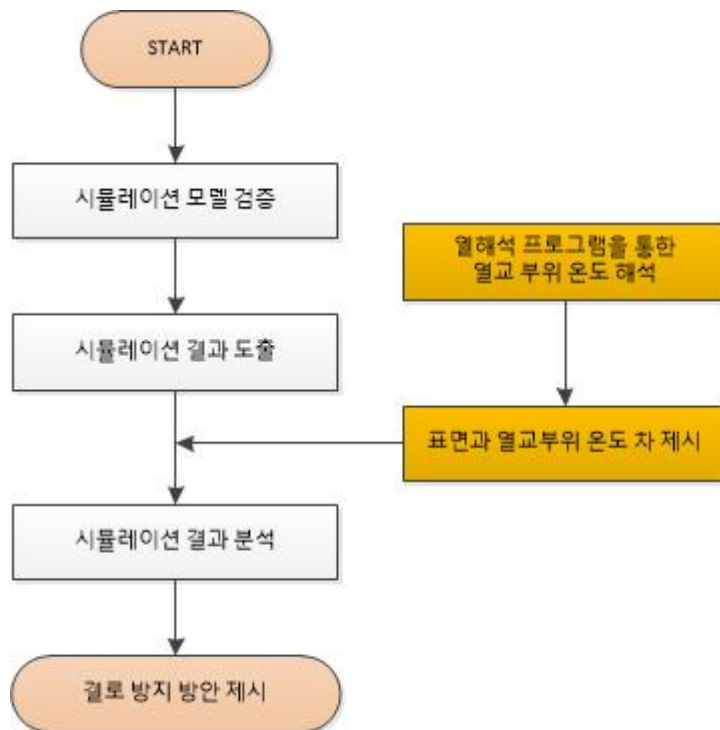 START
시뮬레이션 모델 검증
열해석 프로그램을 통한
열교 부위 온도 해석
시뮬레이션 결과 도출
표면과 열교부위 온도 차 제시
시뮬레이션 결과 분석
결로 방지 방안 제시